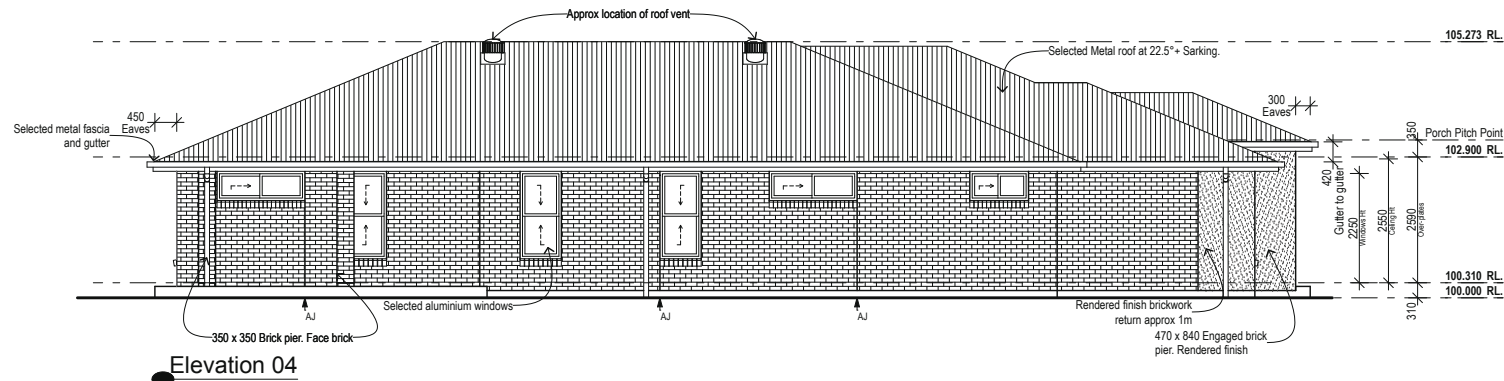 Approx location of roof vent
105.273 RL.
Selected Metal roof at 22.5°+ Sarking.
450
Eaves
300
Eaves
Selected metal fascia
and gutter
350
Porch Pitch Point
102.900 RL.
420
Gutter to gutter
2250
Windows Ht
2550
Ceiling Ht
2590
Over-plates
100.310 RL.
100.000 RL.
310
Selected aluminium windows
Rendered finish brickwork
return approx 1m
AJ
AJ
AJ
350 x 350 Brick pier. Face brick
470 x 840 Engaged brick
pier. Rendered finish
Elevation 04